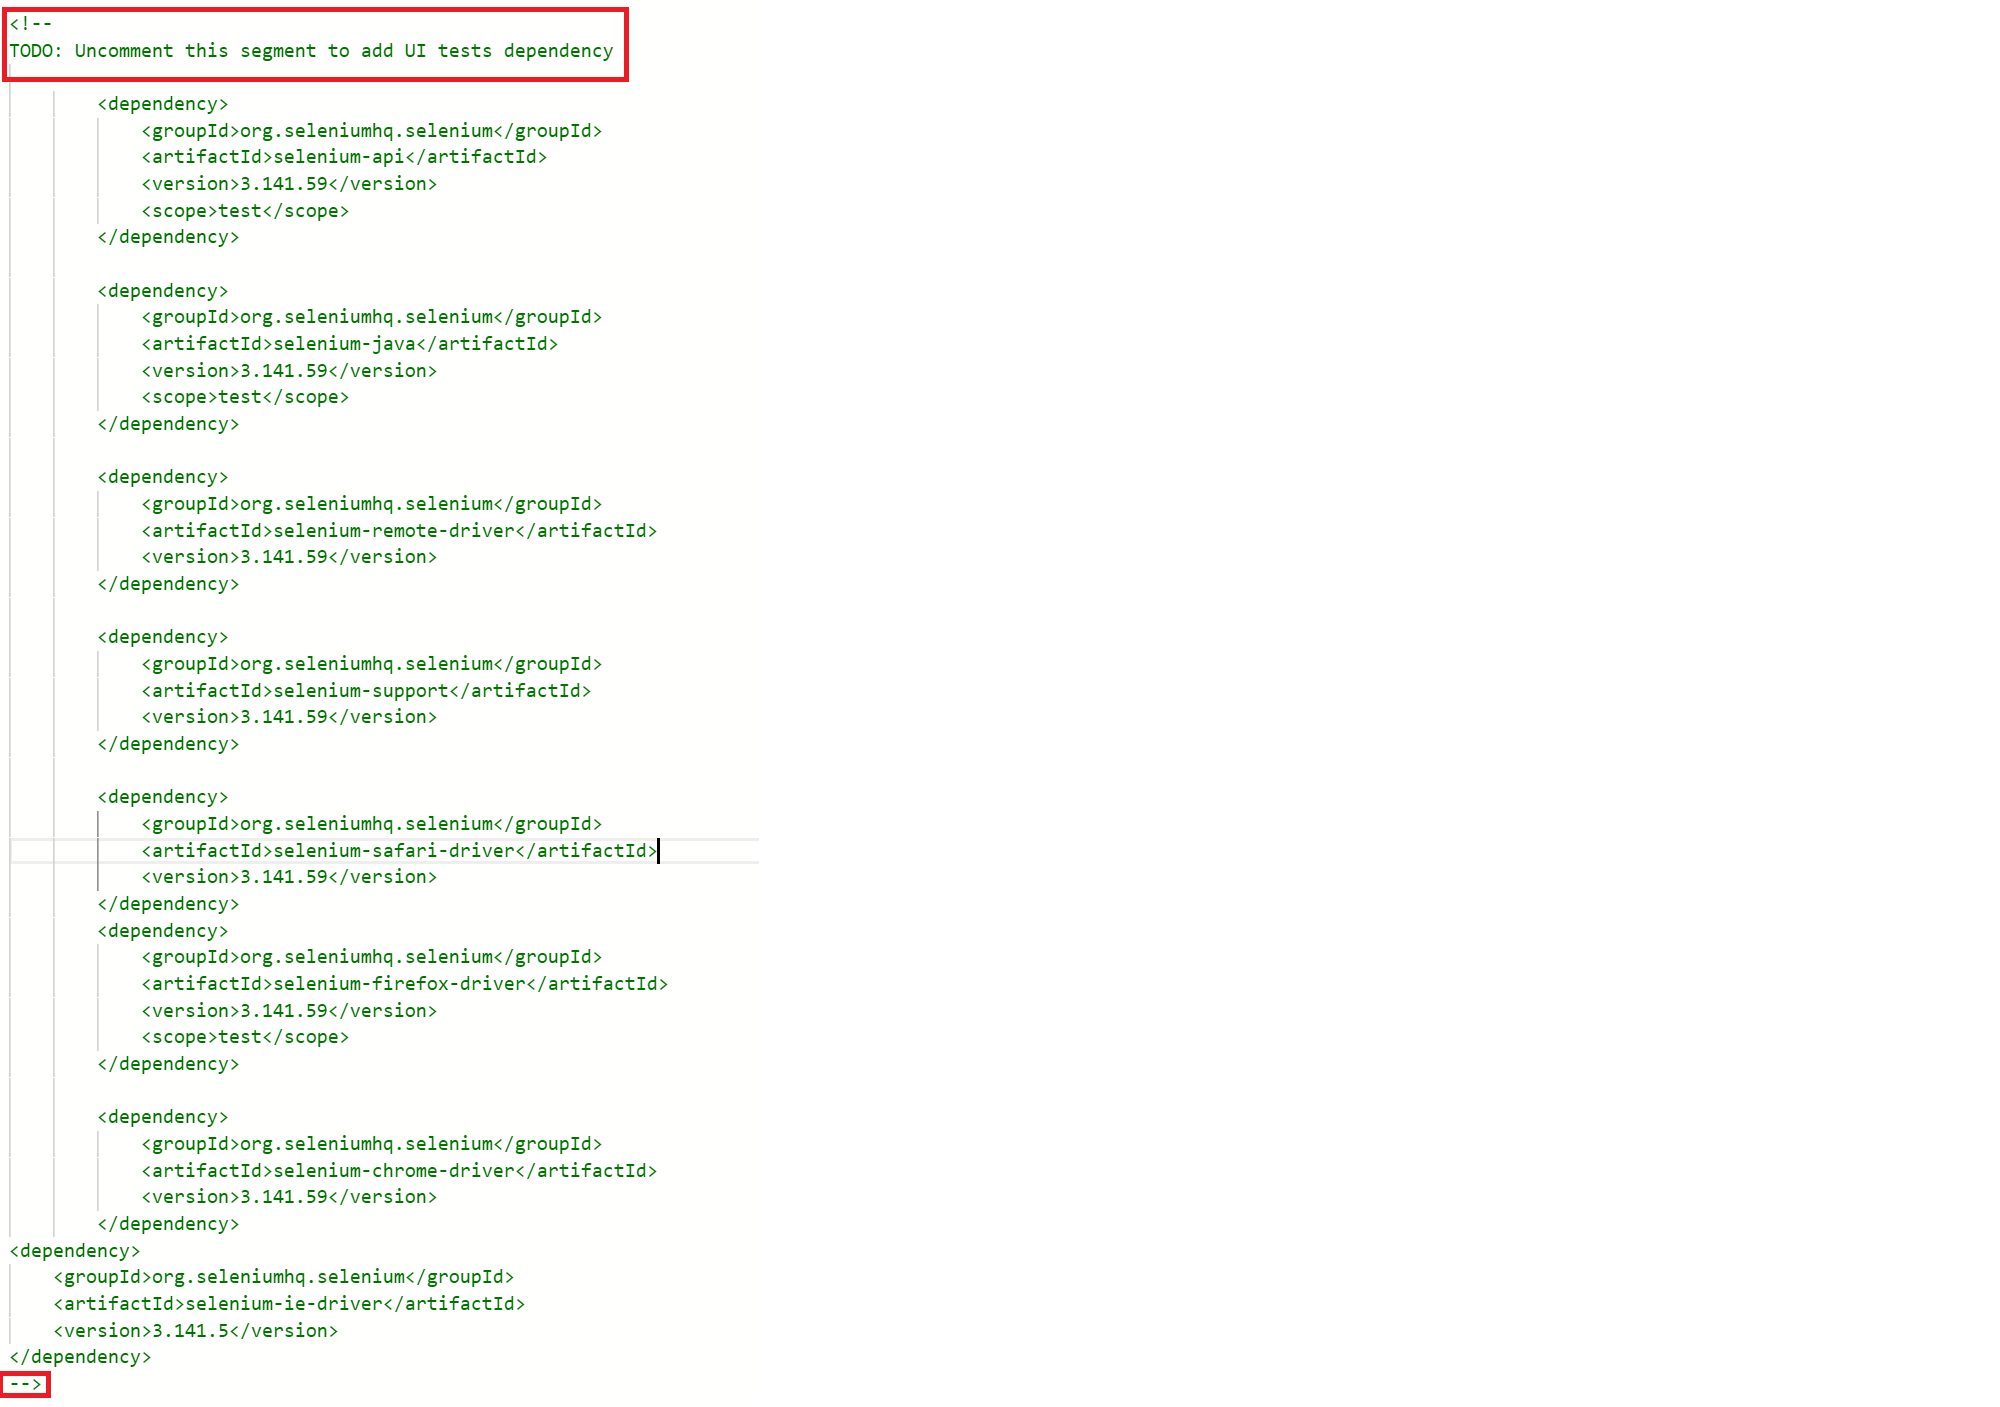 <!--
TODO: Uncomment this segment to add UI tests dependency
<dependency>
<groupId>org.seleniumhq.selenium</groupId>
<artifactId>selenium-api</artifactId>
<version>3.141.59</version>
<scope>test</scope>
</dependency>
<dependency>
<groupId>org.seleniumhq.selenium</groupId>
<artifactId>selenium-java</artifactId>
<version>3.141.59</version>
<scope>test</scope>
</dependency>
<dependency>
<groupId>org.seleniumhq.selenium</groupId>
<artifactId>selenium-remote-driver</artifactId>
<version>3.141.59</version>
</dependency>
<dependency>
<groupId>org.seleniumhq.selenium</groupId>
<artifactId>selenium-support</artifactId>
<version>3.141.59</version>
</dependency>
<dependency>
<groupId>org.seleniumhq.selenium</groupId>
<artifactId>selenium-safari-driver</artifactId>
<version>3.141.59</version>
</dependency>
<dependency>
<groupId>org.seleniumhq.selenium</groupId>
<artifactId>selenium-firefox-driver</artifactId>
<version>3.141.59</version>
<scope>test</scope>
</dependency>
<dependency>
<groupId>org.seleniumhq.selenium</groupId>
<artifactId>selenium-chrome-driver</artifactId>
<version>3.141.59</version>
</dependency>
<dependency>
<groupId>org.seleniumhq.selenium</groupId>
<artifactId>selenium-ie-driver</artifactId>
<version>3.141.5</version>
</dependency>
-->